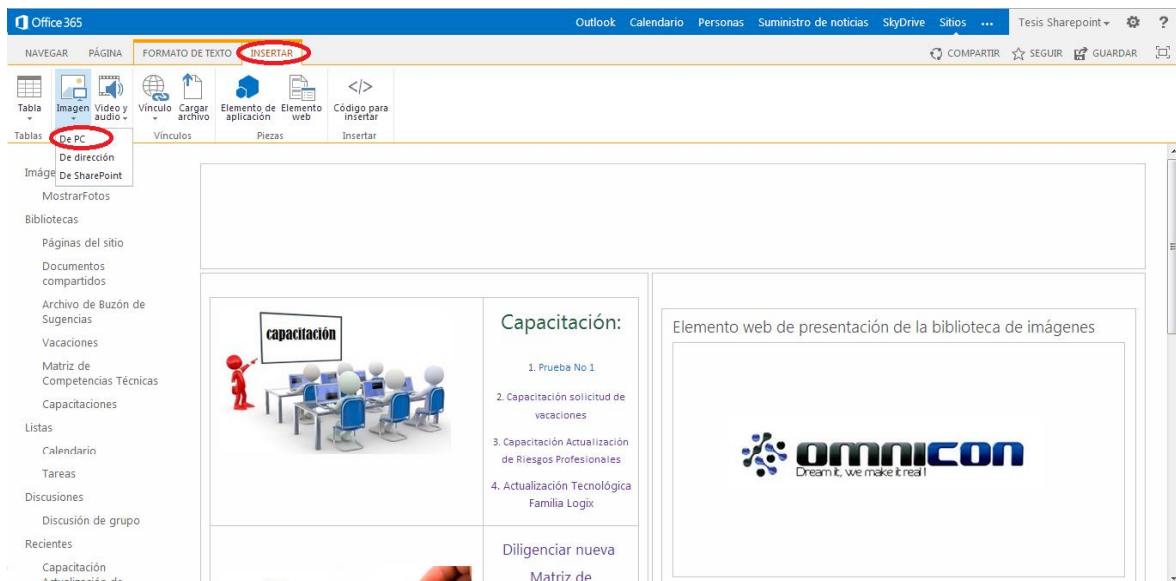 Office 365
Outlook Calendario Personas Suministro de noticias SkyDrive Sitios ... Tesis Sharepoint ?
NAVEGAR PÁGINA FORMATO DE TEXTO INSERTAR
COMPARTIR SEGUIR GUARDAR
Tabla
Imagen
Video y audio
Vínculo
Cargar archivo
Elemento de aplicación
Elemento web
</>
Código para insertar
Tablas
Vínculos
Piezas
Insertar
De PC
De dirección
De SharePoint
MostrarFotos
Bibliotecas
Páginas del sitio
Documentos
compartidos
Archivo de Buzón de
Sugencias
Vacaciones
Matriz de
Competencias Técnicas
Capacitaciones
Listas
Calendario
Tareas
Discusiones
Discusión de grupo
Recientes
Capacitación
Actualización de
capacitación
Capacitación:
1. Prueba No 1
2. Capacitación solicitud de
vacaciones
3. Capacitación Actualización
de Riesgos Profesionales
4. Actualización Tecnológica
Familia Logix
Diligenciar nueva
Matriz de
Elemento web de presentación de la biblioteca de imágenes
omnicon
Dream it, we make it real!